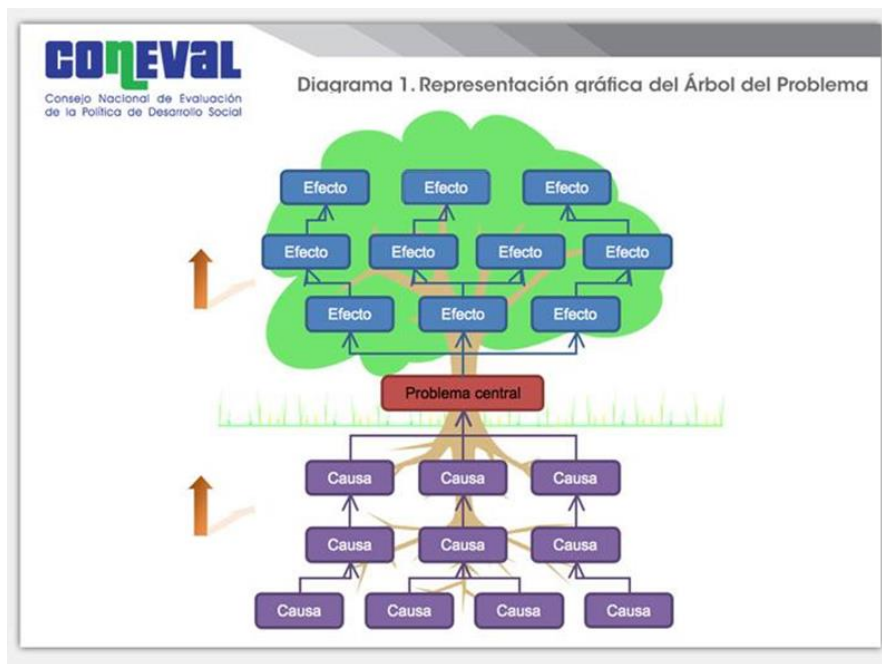 CONEVAL
Consejo Nacional de Evaluación
de la Política de Desarrollo Social
Diagrama 1. Representación gráfica del Árbol del Problema
Efecto Efecto Efecto
Efecto Efecto Efecto Efecto
Efecto Efecto Efecto
Problema central
Causa Causa Causa
Causa Causa Causa
Causa Causa Causa Causa